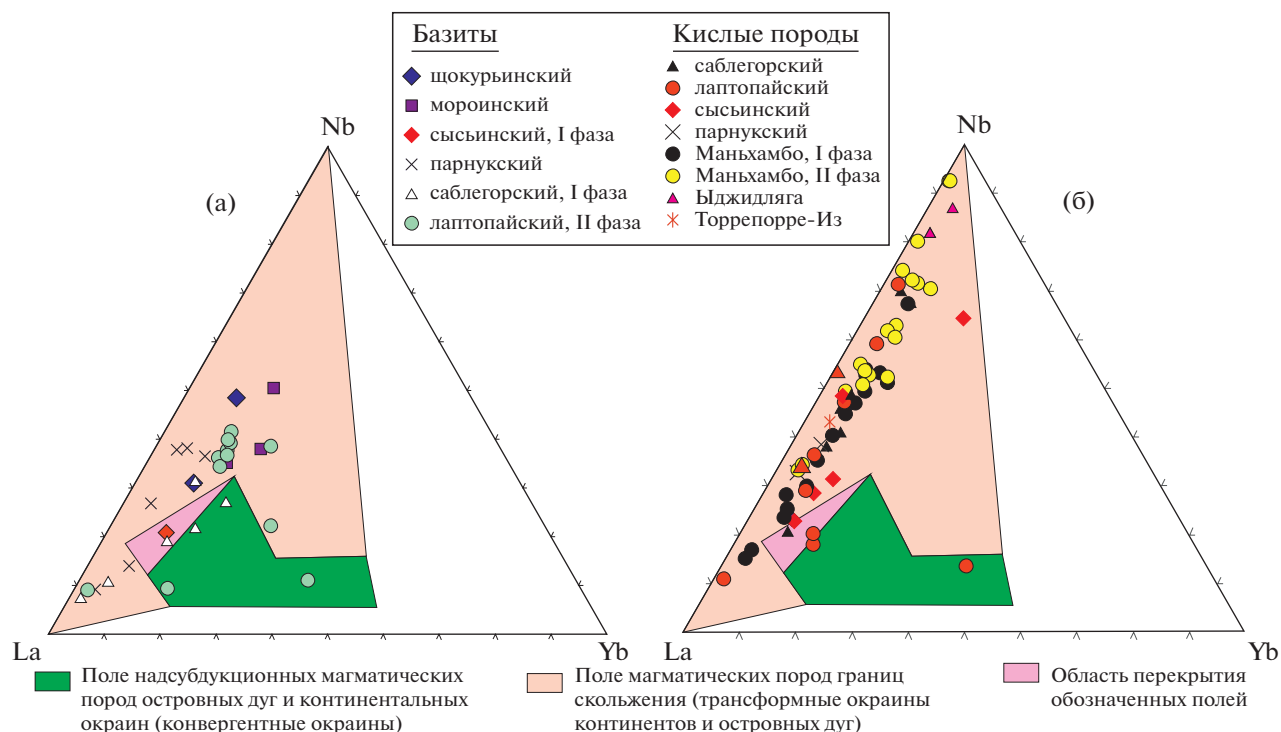 Базиты
щокурьинский
мороинский
сысьинский, I фаза
парнукский
саблегорский, I фаза
лаптопайский, II фаза
Кислые породы
саблегорский
лаптопайский
сысьинский
парнукский
Маньхамбо, I фаза
Маньхамбо, II фаза
Ыджидляга
Торрепорре-Из
Nb
(а)
La
Yb
Nb
(б)
La
Yb
Поле надсубдукционных магматических
пород островных дуг и континентальных
окраин (конвергентные окраины)
Поле магматических пород границ
скольжения (трансформные окраины
континентов и островных дуг)
Область перекрытия
обозначенных полей